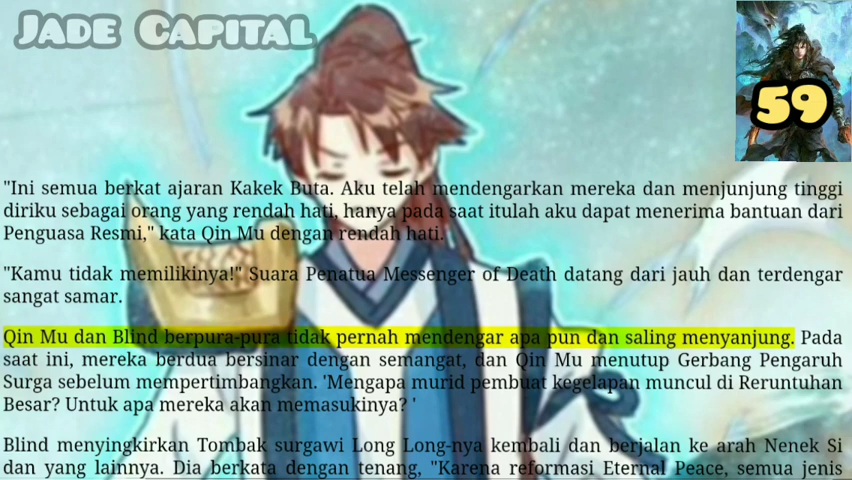 Jade Capital
59
"Ini semua berkat ajaran Kakek Buta. Aku telah mendengarkan mereka dan menjunjung tinggi
diriku sebagai orang yang rendah hati, hanya pada saat itulah aku dapat menerima bantuan dari
Penguasa Resmi," kata Qin Mu dengan rendah hati.
"Kamu tidak memilikinya!" Suara Penatua Messenger of Death datang dari jauh dan terdengar
sangat samar.
Qin Mu dan Blind berpura-pura tidak pernah mendengar apa pun dan saling menyanjung. Pada
saat ini, mereka berdua bersinar dengan semangat, dan Qin Mu menutup Gerbang Pengaruh
Surga sebelum mempertimbangkan. 'Mengapa murid pembuat kegelapan muncul di Reruntuhan
Besar? Untuk apa mereka akan memasukinya? '
Blind menyingkirkan Tombak surgawi Long Long-nya kembali dan berjalan ke arah Nenek Si
dan yang lainnya. Dia berkata dengan tenang, "Karena reformasi Eternal Peace, semua jenis